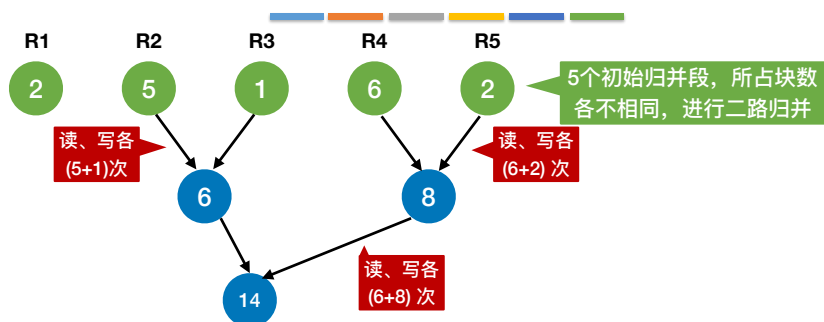 R1 R2 R3 R4 R5
2 5 1 6 2
5个初始归并段，所占块数
各不相同，进行二路归并
读、写各
(5+1)次
读、写各
(6+2) 次
6 8
读、写各
(6+8) 次
14